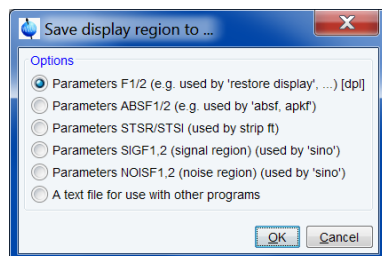 Save display region to ...
Options
Parameters F1/2 (e.g. used by 'restore display', ...) [dpl]
Parameters ABSF1/2 (e.g. used by 'absf, apkf')
Parameters STSR/STSI (used by strip ft)
Parameters SIGF1,2 (signal region) (used by 'sino')
Parameters NOISF1,2 (noise region) (used by 'sino')
A text file for use with other programs
OK Cancel